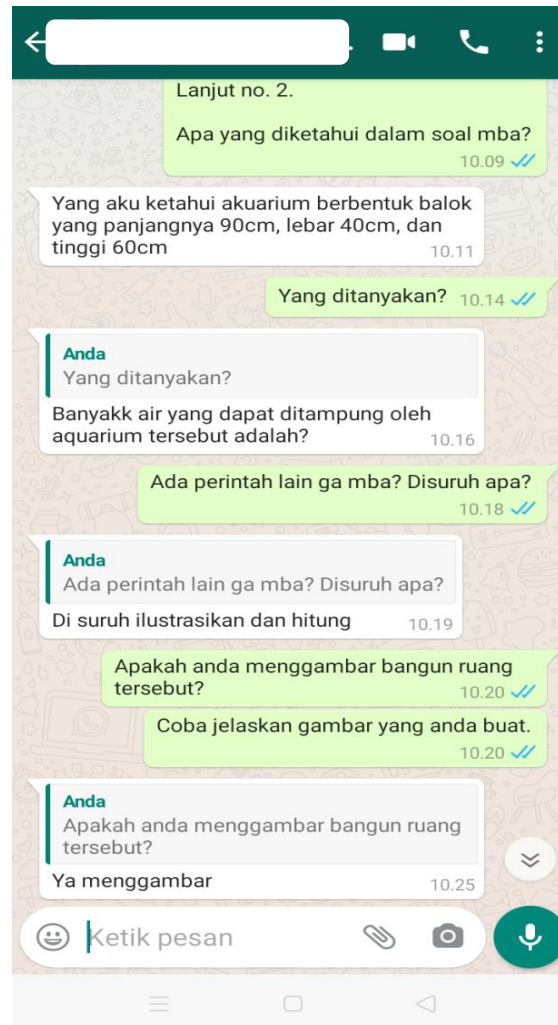 Lanjut no. 2.
Apa yang diketahui dalam soal mba?
10.09
Yang aku ketahui akuarium berbentuk balok
yang panjangnya 90cm, lebar 40cm, dan
tinggi 60cm
10.11
Yang ditanyakan? 10.14
Anda
Yang ditanyakan?
Banyakk air yang dapat ditampung oleh
aquarium tersebut adalah?
10.16
Ada perintah lain ga mba? Disuruh apa?
10.18
Anda
Ada perintah lain ga mba? Disuruh apa?
Di suruh ilustrasikan dan hitung 10.19
Apakah anda menggambar bangun ruang
tersebut?
10.20
Coba jelaskan gambar yang anda buat.
10.20
Anda
Apakah anda menggambar bangun ruang
tersebut?
Ya menggambar 10.25
Ketik pesan